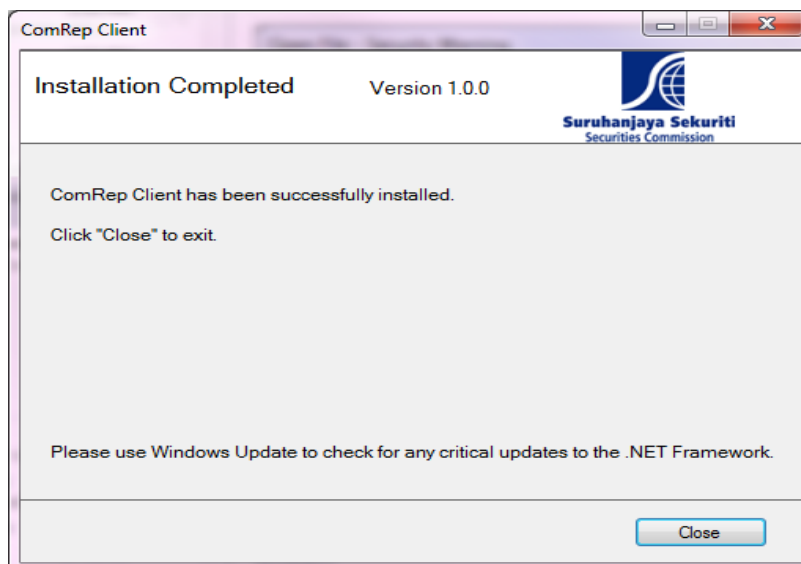 ComRep Client
Installation Completed
Version 1.0.0
Suruhanjaya Sekuriti
Securities Commission
ComRep Client has been successfully installed.
Click "Close" to exit.
Please use Windows Update to check for any critical updates to the .NET Framework.
Close